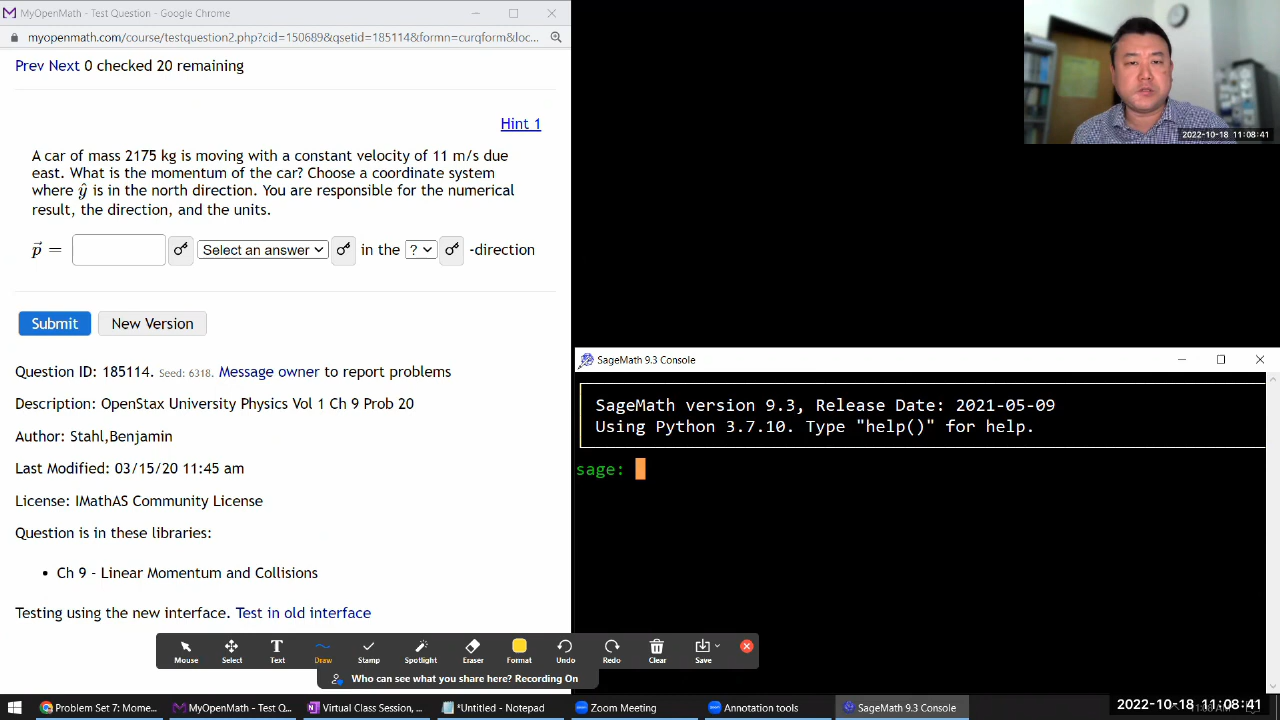 MyOpenMath - Test Question - Google Chrome
myopenmath.com/course/testquestion2.php?cid=150689&qsetid=185114&formn=curqform&loc...
Prev Next 0 checked 20 remaining
Hint 1
A car of mass 2175 kg is moving with a constant velocity of 11 m/s due
east. What is the momentum of the car? Choose a coordinate system
where ŷ is in the north direction. You are responsible for the numerical
result, the direction, and the units.
p⃗ = Select an answer in the ? -direction
Submit New Version
Question ID: 185114. Seed: 6318. Message owner to report problems
Description: OpenStax University Physics Vol 1 Ch 9 Prob 20
Author: Stahl,Benjamin
Last Modified: 03/15/20 11:45 am
License: IMathAS Community License
Question is in these libraries:
• Ch 9 - Linear Momentum and Collisions
Testing using the new interface. Test in old interface
2022-10-18 11:08:41
SageMath 9.3 Console
SageMath version 9.3, Release Date: 2021-05-09
Using Python 3.7.10. Type "help()" for help.
sage:
Mouse Select Text Draw Stamp Spotlight Eraser Format Undo Redo Clear Save
Who can see what you share here? Recording On
Problem Set 7: Mome... MyOpenMath - Test Q... Virtual Class Session, ... *Untitled - Notepad Zoom Meeting Annotation tools SageMath 9.3 Console 2022-10-18 11:08:41